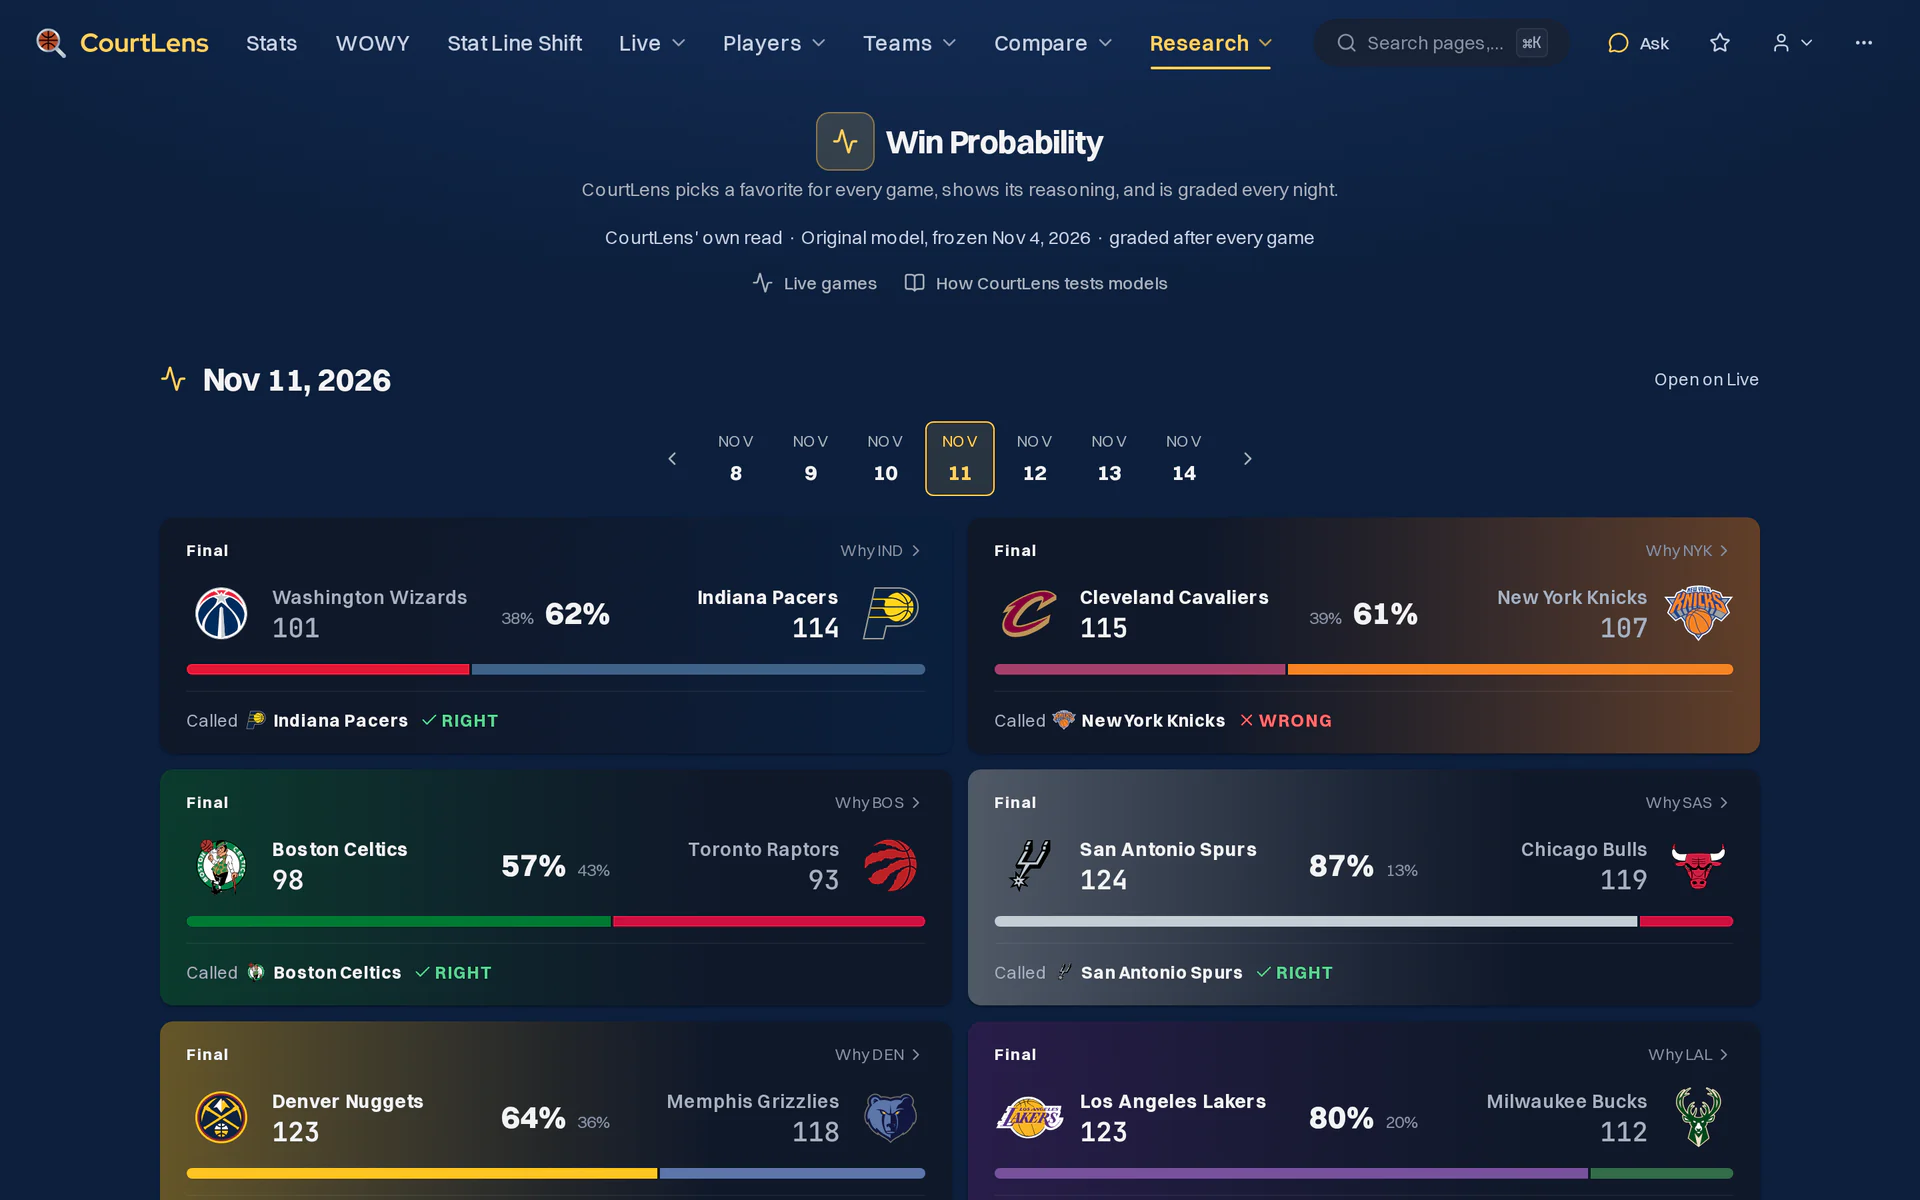 CourtLens Stats WOWY Stat Line Shift Live Players Teams Compare Research Search pages,... ⌘K Ask
Win Probability
CourtLens picks a favorite for every game, shows its reasoning, and is graded every night.
CourtLens' own read · Original model, frozen Nov 4, 2026 · graded after every game
Live games How CourtLens tests models
Nov 11, 2026 Open on Live
NOV NOV NOV NOV NOV NOV NOV
8 9 10 11 12 13 14
Final Why IND
Washington Wizards 38% 62% Indiana Pacers
101 114
Called Indiana Pacers RIGHT
Final Why NYK
Cleveland Cavaliers 39% 61% New York Knicks
115 107
Called New York Knicks WRONG
Final Why BOS
Boston Celtics 57% 43% Toronto Raptors
98 93
Called Boston Celtics RIGHT
Final Why SAS
San Antonio Spurs 87% 13% Chicago Bulls
124 119
Called San Antonio Spurs RIGHT
Final Why DEN
Denver Nuggets 64% 36% Memphis Grizzlies
123 118
Final Why LAL
Los Angeles Lakers 80% 20% Milwaukee Bucks
123 112